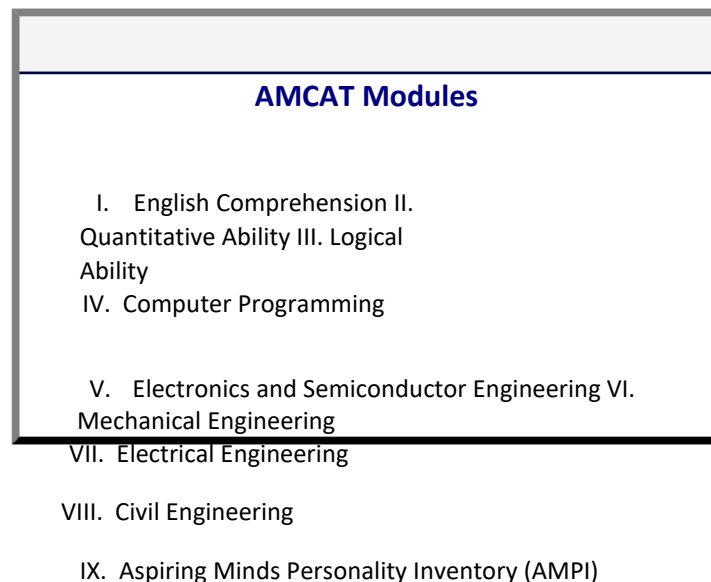 AMCAT Modules
I. English Comprehension II.
Quantitative Ability III. Logical
Ability
IV. Computer Programming
V. Electronics and Semiconductor Engineering VI.
Mechanical Engineering
VII. Electrical Engineering
VIII. Civil Engineering
IX. Aspiring Minds Personality Inventory (AMPI)